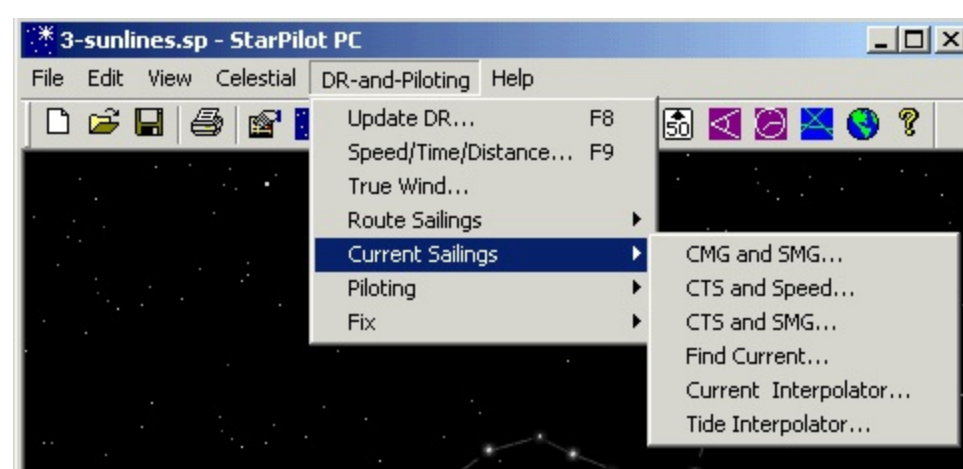 3-sunlines.sp - StarPilot PC
File Edit View Celestial DR-and-Piloting Help
50
?
Update DR... F8
Speed/Time/Distance... F9
True Wind...
Route Sailings
Current Sailings
Piloting
Fix
CMG and SMG...
CTS and Speed...
CTS and SMG...
Find Current...
Current Interpolator...
Tide Interpolator...